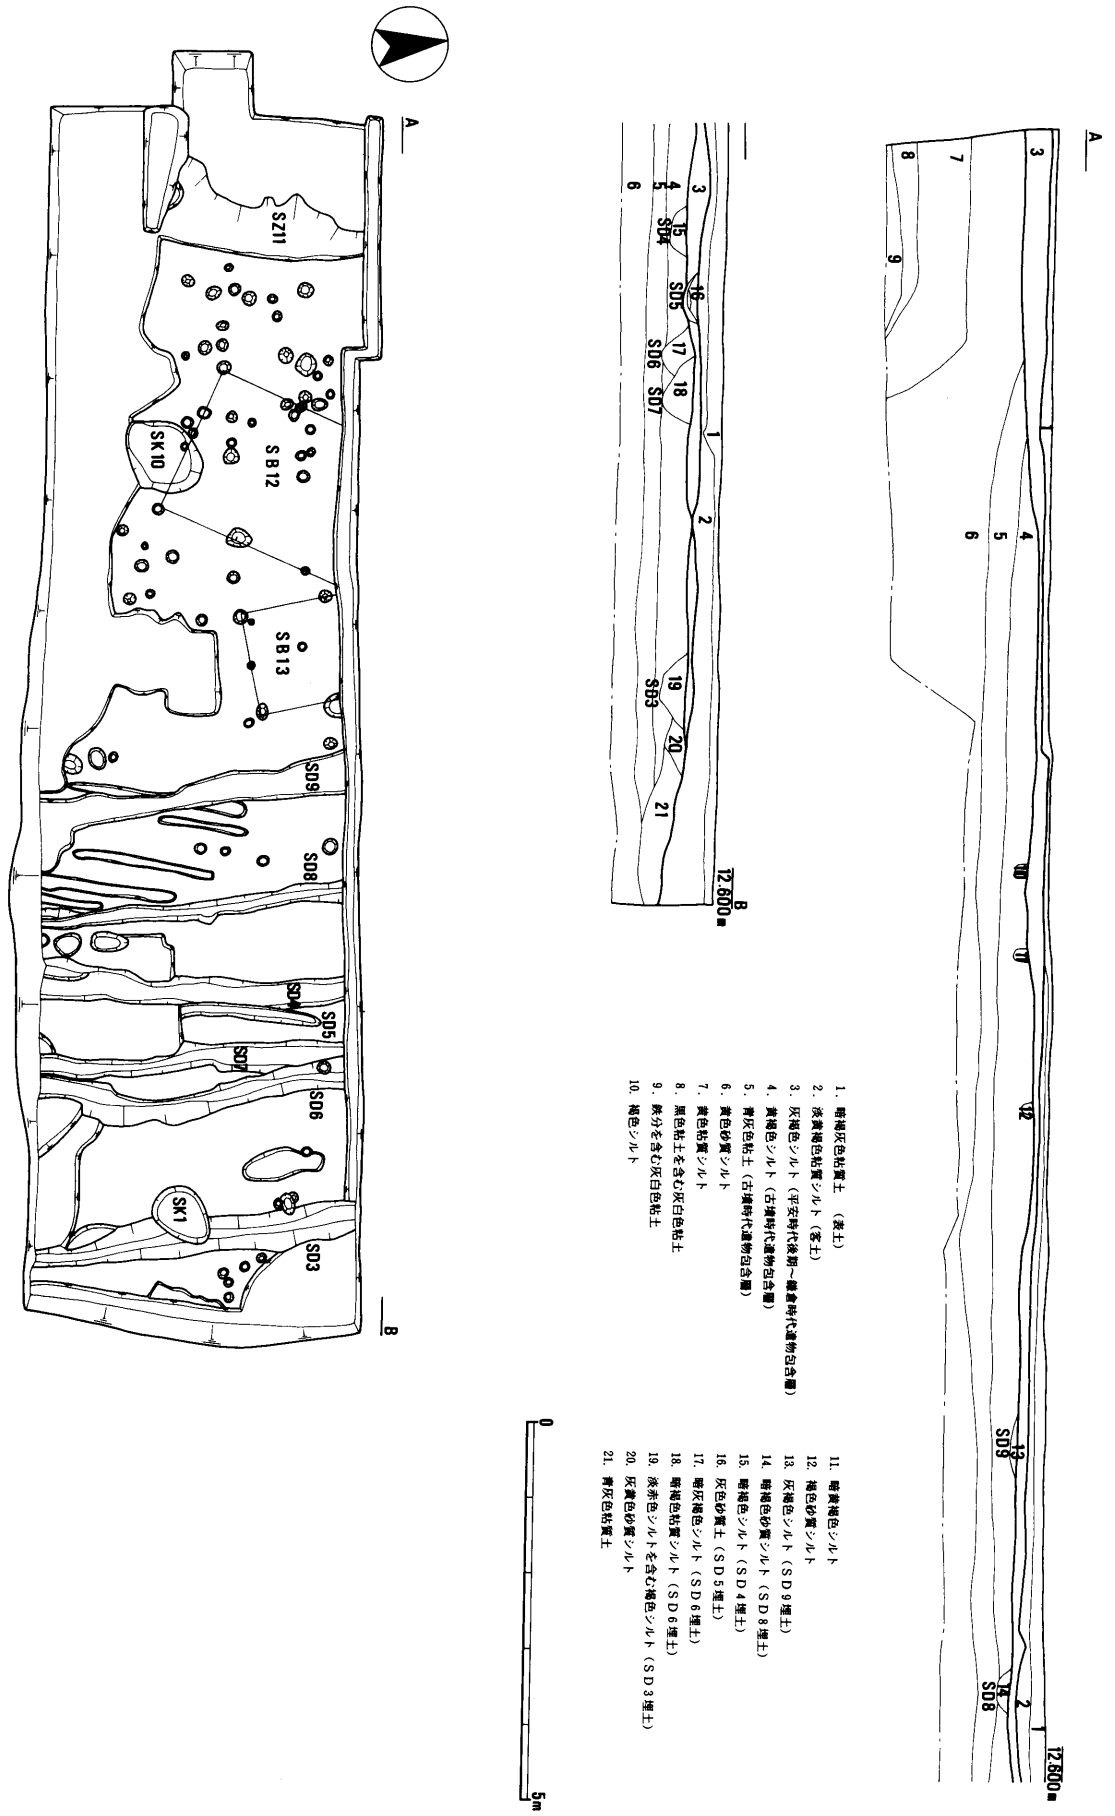 A
3
7
8
9
4
5
6
10
11
12
13
SD9
14
SD8
2
1
12.600m
3
4
5
6
15
SD4
16
SD5
17
SD6
18
SD7
1
2
19
SD3
20
21
12.600m
B
A
SZ11
SK10
SB12
SB13
SD9
SD8
SD4
SD5
SD7
SD6
SK1
SD3
B
1. 暗褐灰色粘質土 (表土)
2. 淡黄褐色粘質シルト(客土)
3. 灰褐色シルト(平安時代後期~鎌倉時代遺物包含層)
4. 黄褐色シルト(古墳時代遺物包含層)
5. 青灰色粘土(古墳時代遺物包含層)
6. 黄色砂質シルト
7. 黄色粘質シルト
8. 黒色粘土を含む灰白色粘土
9. 鉄分を含む灰白色粘土
10. 褐色シルト
11. 暗黄褐色シルト
12. 褐色砂質シルト
13. 灰褐色シルト(SD9埋土)
14. 暗褐色砂質シルト(SD8埋土)
15. 暗褐色シルト(SD4埋土)
16. 灰色砂質土(SD5埋土)
17. 暗灰褐色シルト(SD6埋土)
18. 暗褐色粘質シルト(SD6埋土)
19. 淡赤色シルトを含む褐色シルト(SD3埋土)
20. 灰黄色砂質シルト
21. 青灰色粘質土
0
5m